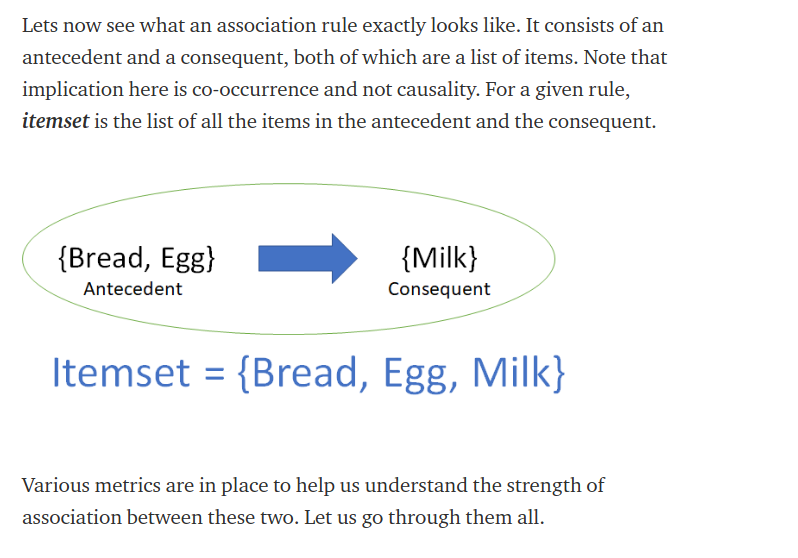 Lets now see what an association rule exactly looks like. It consists of an
antecedent and a consequent, both of which are a list of items. Note that
implication here is co-occurrence and not causality. For a given rule,
itemset is the list of all the items in the antecedent and the consequent.
{Bread, Egg} {Milk}
Antecedent Consequent
Itemset = {Bread, Egg, Milk}
Various metrics are in place to help us understand the strength of
association between these two. Let us go through them all.